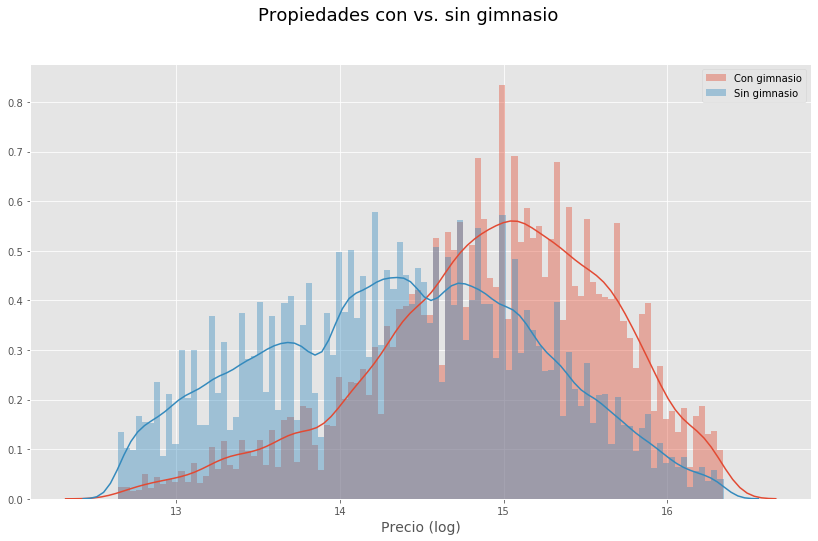 Propiedades con vs. sin gimnasio
Con gimnasio
Sin gimnasio
0.8
0.7
0.6
0.5
0.4
0.3
0.2
0.1
0.0
13 14 15 16
Precio (log)